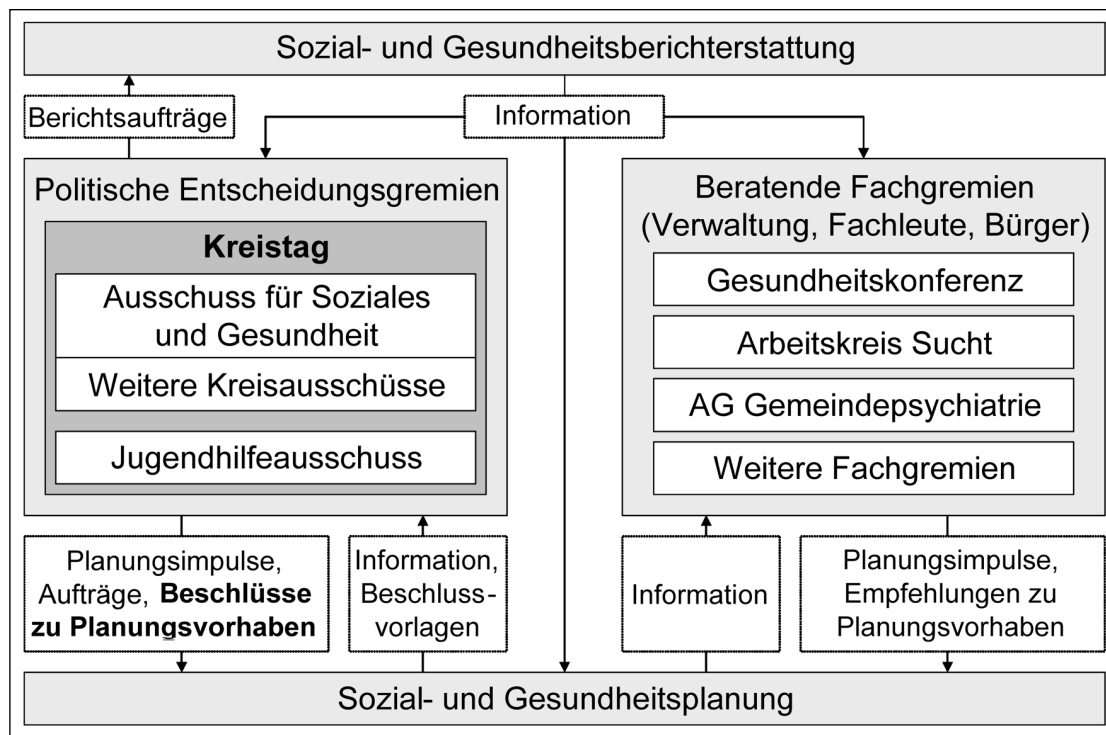 Sozial- und Gesundheitsberichterstattung
Berichtsaufträge
Information
Politische Entscheidungsgremien
Kreistag
Ausschuss für Soziales
und Gesundheit
Weitere Kreisausschüsse
Jugendhilfeausschuss
Beratende Fachgremien
(Verwaltung, Fachleute, Bürger)
Gesundheitskonferenz
Arbeitskreis Sucht
AG Gemeindepsychiatrie
Weitere Fachgremien
Planungsimpulse,
Aufträge, Beschlüsse
zu Planungsvorhaben
Information,
Beschluss-
vorlagen
Information
Planungsimpulse,
Empfehlungen zu
Planungsvorhaben
Sozial- und Gesundheitsplanung